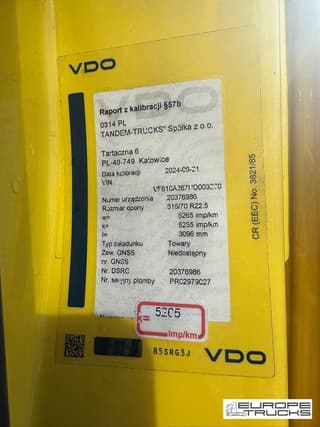 VDO
Raport z kalibracji §57b
0314 PL
TANDEM-TRUCKS" Spółka z o.o.
Tartaczna 6
PL-40-749 Katowice
Data kalibracji 2024-09-21
VIN
Numer urządzenia 20376986
Rozmiar opony 315/70 R22.5
w= 5265 imp/km
k= 5255 imp/km
l= 3096 mm
Typ załadunku Towary
Zew. GNSS Niedostępny
nr. GNSS
Nr. DSRC 20376986
Nr. seryjny plomby PR02979027
k= 5205
Imp/km
85SRG3J VDO
CR (EEC) No. 3821/85
EUROPE
TRUCKS